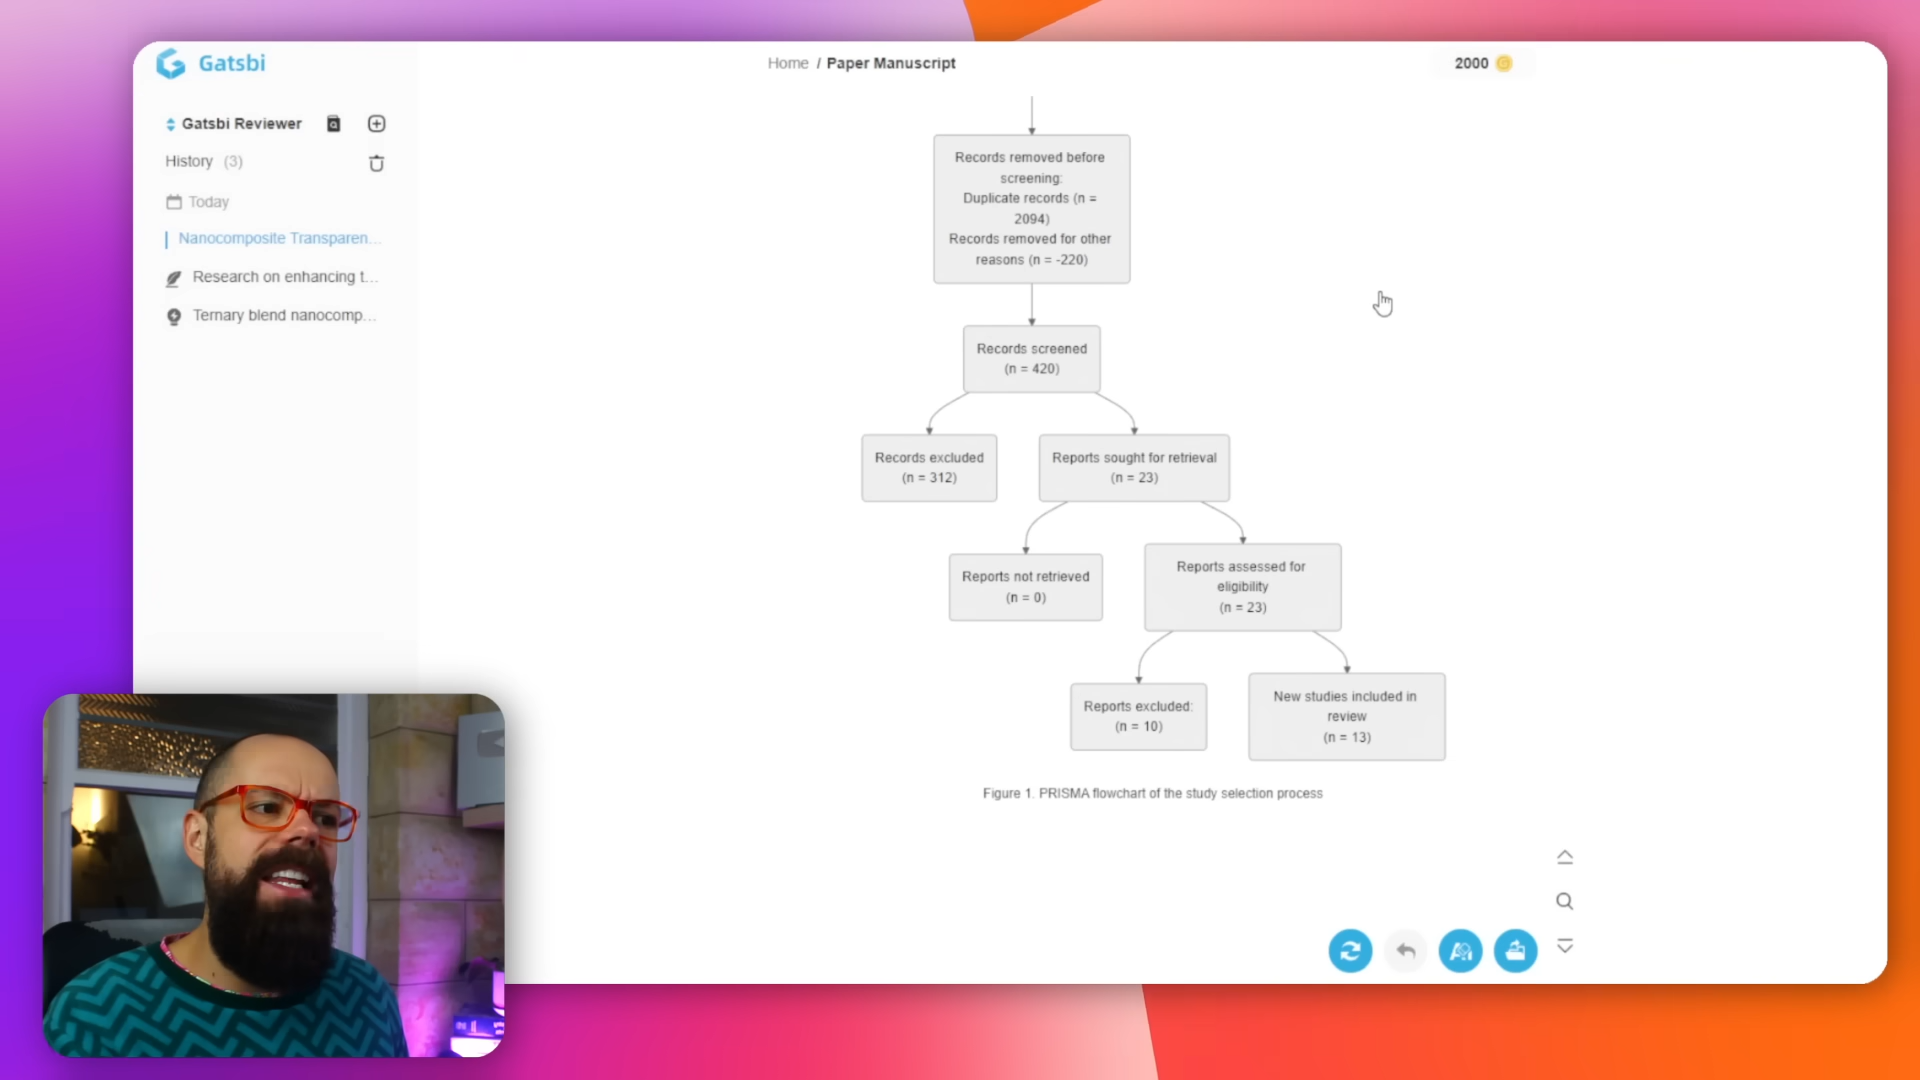 Gatsbi
Home / Paper Manuscript
2000
Gatsbi Reviewer
History (3)
Today
Nanocomposite Transparen...
Research on enhancing t...
Ternary blend nanocomp...
Records removed before
screening:
Duplicate records (n =
2094)
Records removed for other
reasons (n = -220)
Records screened
(n = 420)
Records excluded
(n = 312)
Reports sought for retrieval
(n = 23)
Reports not retrieved
(n = 0)
Reports assessed for
eligibility
(n = 23)
Reports excluded:
(n = 10)
New studies included in
review
(n = 13)
Figure 1. PRISMA flowchart of the study selection process